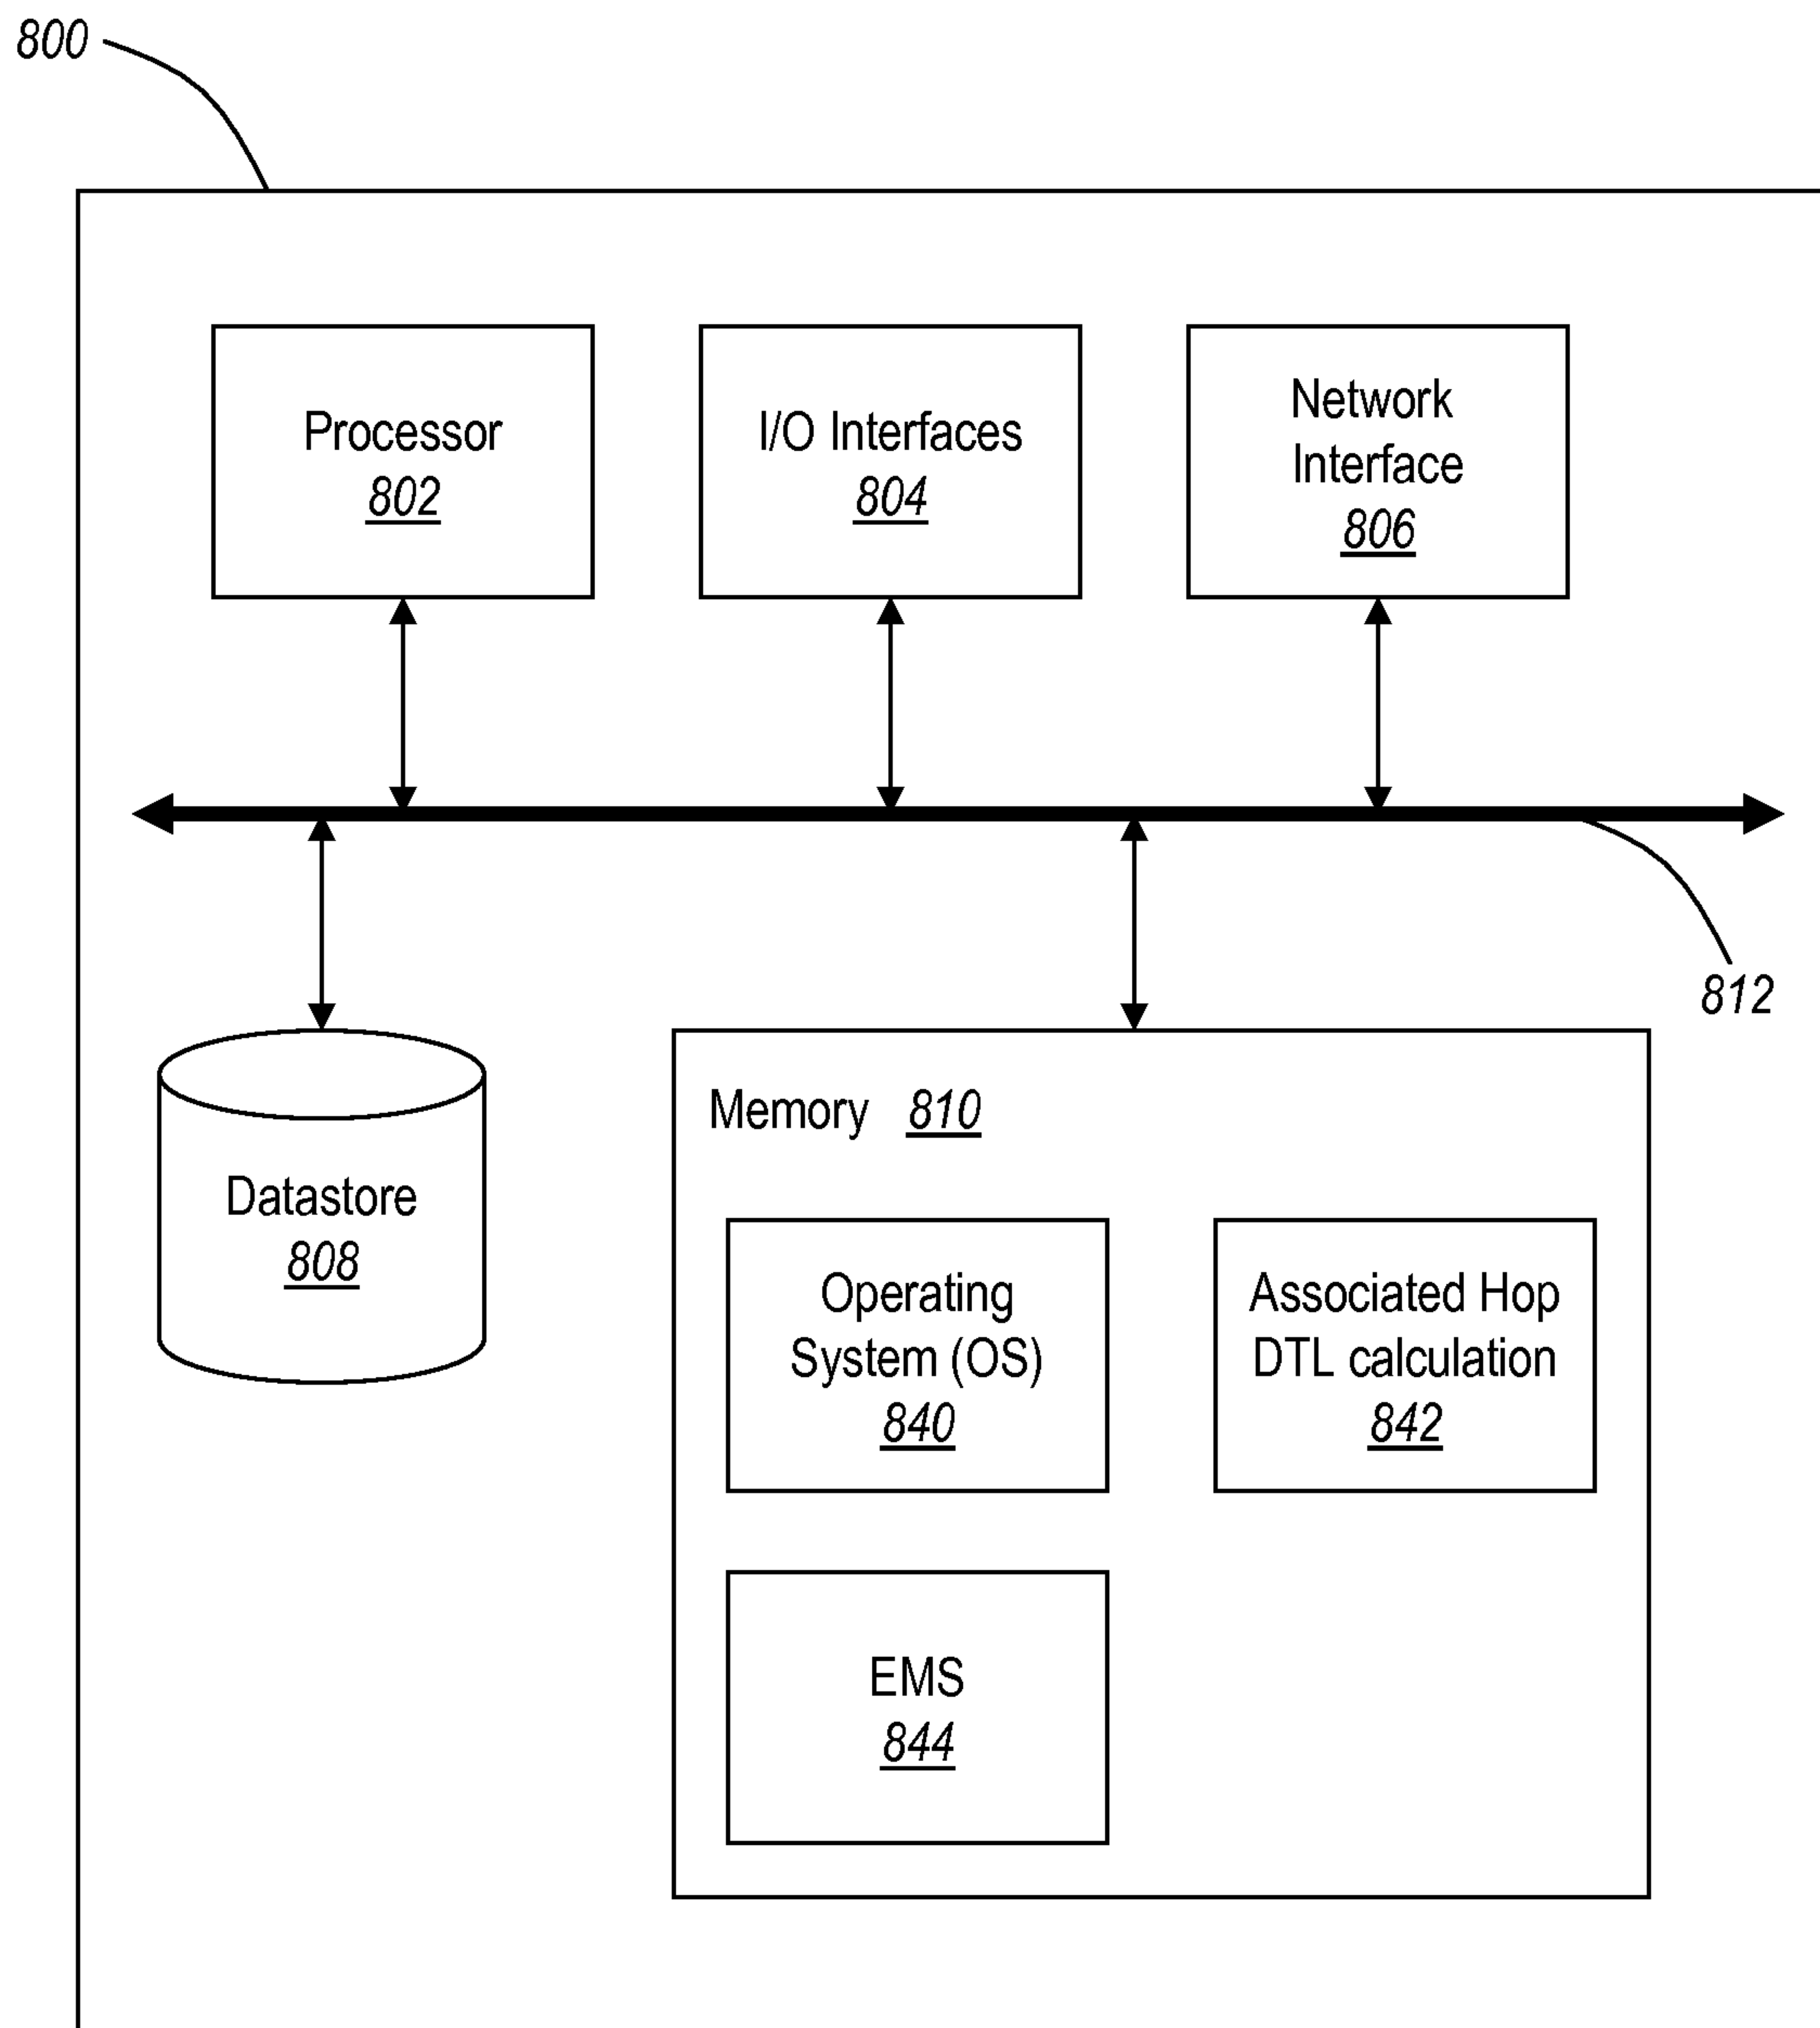 800
Processor
802
I/O Interfaces
804
Network
Interface
806
812
Datastore
808
Memory 810
Operating
System (OS)
840
Associated Hop
DTL calculation
842
EMS
844